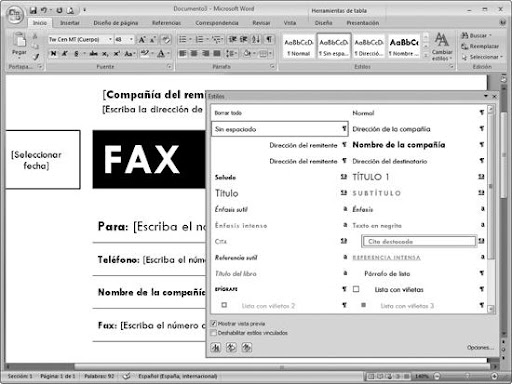 Documento3 - Microsoft Word
Herramientas de tabla
Inicio Insertar Diseño de página Referencias Correspondencia Revisar Vista Diseño Presentación
Pegar
Tw Cen MT (Cuerpo) 48
AaBbCcDc AaBbCcDc AaBbCcD AaBbCcD
¶ Normal ¶ Sin espa... ¶ Direcció... ¶ Nombre ...
Cambiar estilos
Buscar
Reemplazar
Seleccionar
Portapa... Fuente Párrafo Estilos Edición
[Compañía del remi
[Escriba la dirección de
[Seleccionar
fecha]
FAX
Para: [Escriba el no
Teléfono: [Escriba el nú
Nombre de la compañía
Fax: [Escriba el número d
Estilos
Borrar todo Normal ¶
Sin espaciado ¶ Dirección de la compañía ¶
Dirección del remitente ¶ Nombre de la compañía ¶
Dirección del remitente ¶ Dirección del destinatario ¶
Saludo TÍTULO 1
Título SUBTÍTULO
Énfasis sutil a Énfasis a
Énfasis intenso a Texto en negrita a
Cita Cita destacada
Referencia sutil a REFERENCIA INTENSA a
Título del libro a Párrafo de lista ¶
EPÍGRAFE ¶ Lista con viñetas ¶
Lista con viñetas 2 ¶ Lista con viñetas 3 ¶
Mostrar vista previa
Deshabilitar estilos vinculados
Opciones...
Sección: 1 Página: 1 de 1 Palabras: 92 Español (España, internacional) 140%